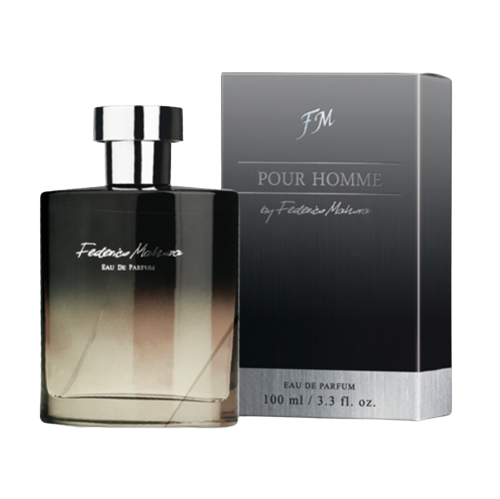 Federico Mahora
EAU DE PARFUM
FM
POUR HOMME
by Federico Mahora
EAU DE PARFUM
100 ml / 3.3 fl. oz.